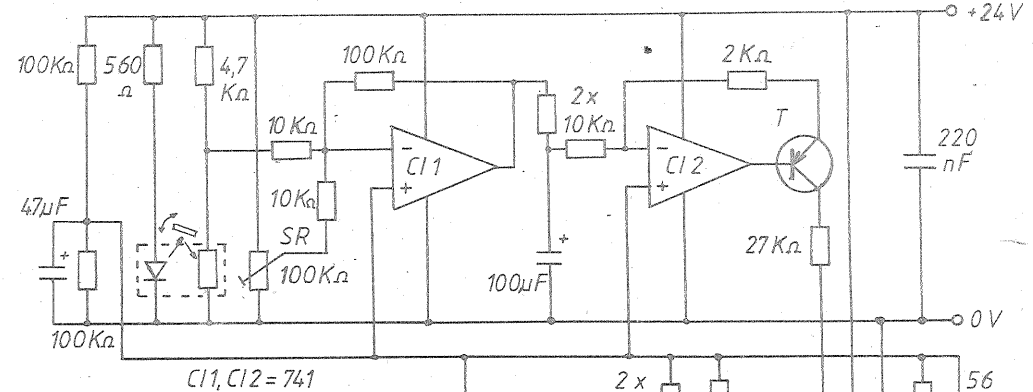 +24V
100KΩ
560
Ω
4,7
KΩ
100KΩ
2x
10KΩ
2KΩ
T
10KΩ
CI1
CI2
220
nF
10KΩ
47µF
+
SR
100KΩ
+
100µF
27KΩ
0V
100KΩ
CI1, CI2 = 741
2x
56